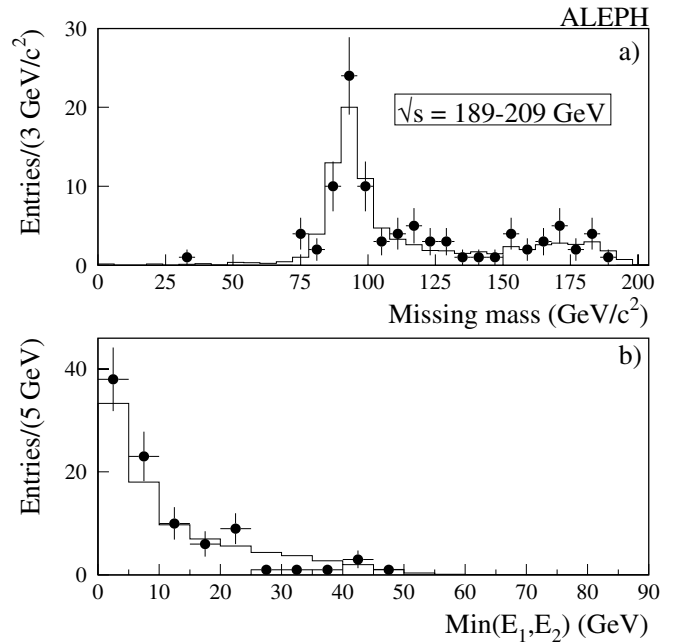 ALEPH
a)
√s = 189-209 GeV
Entries/(3 GeV/c²)
30
20
10
0
0 25 50 75 100 125 150 175 200
Missing mass (GeV/c²)
b)
Entries/(5 GeV)
40
20
0
0 10 20 30 40 50 60 70 80 90
Min(E_1,E_2) (GeV)